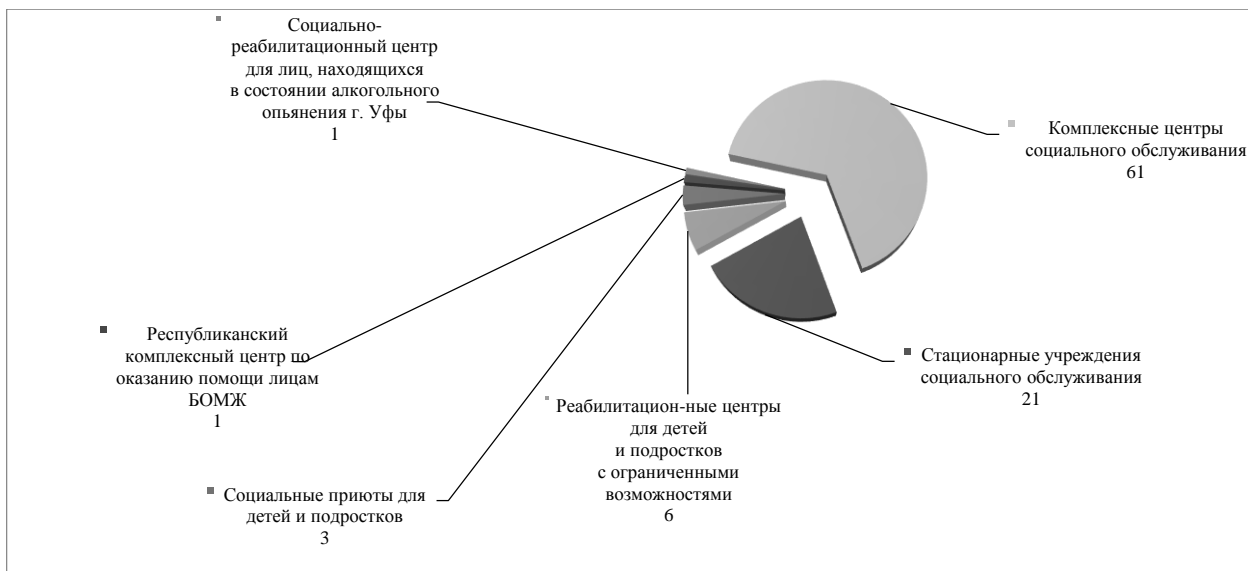 Социально-
реабилитационный центр
для лиц, находящихся
в состоянии алкогольного
опьянения г. Уфы
1
Комплексные центры
социального обслуживания
61
Республиканский
комплексный центр по
оказанию помощи лицам
БОМЖ
1
Стационарные учреждения
социального обслуживания
21
Реабилитацион-ные центры
для детей
и подростков
с ограниченными
возможностями
6
Социальные приюты для
детей и подростков
3